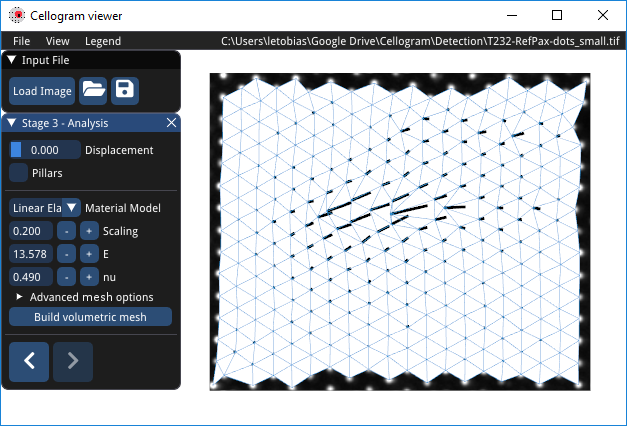 Cellogram viewer
File View Legend C:\Users\letobias\Google Drive\Cellogram\Detection\T232-RefPax-dots_small.tif
Input File
Load Image
Stage 3 - Analysis
0.000 Displacement
Pillars
Linear Ela Material Model
0.200 - + Scaling
13.578 - + E
0.490 - + nu
Advanced mesh options
Build volumetric mesh